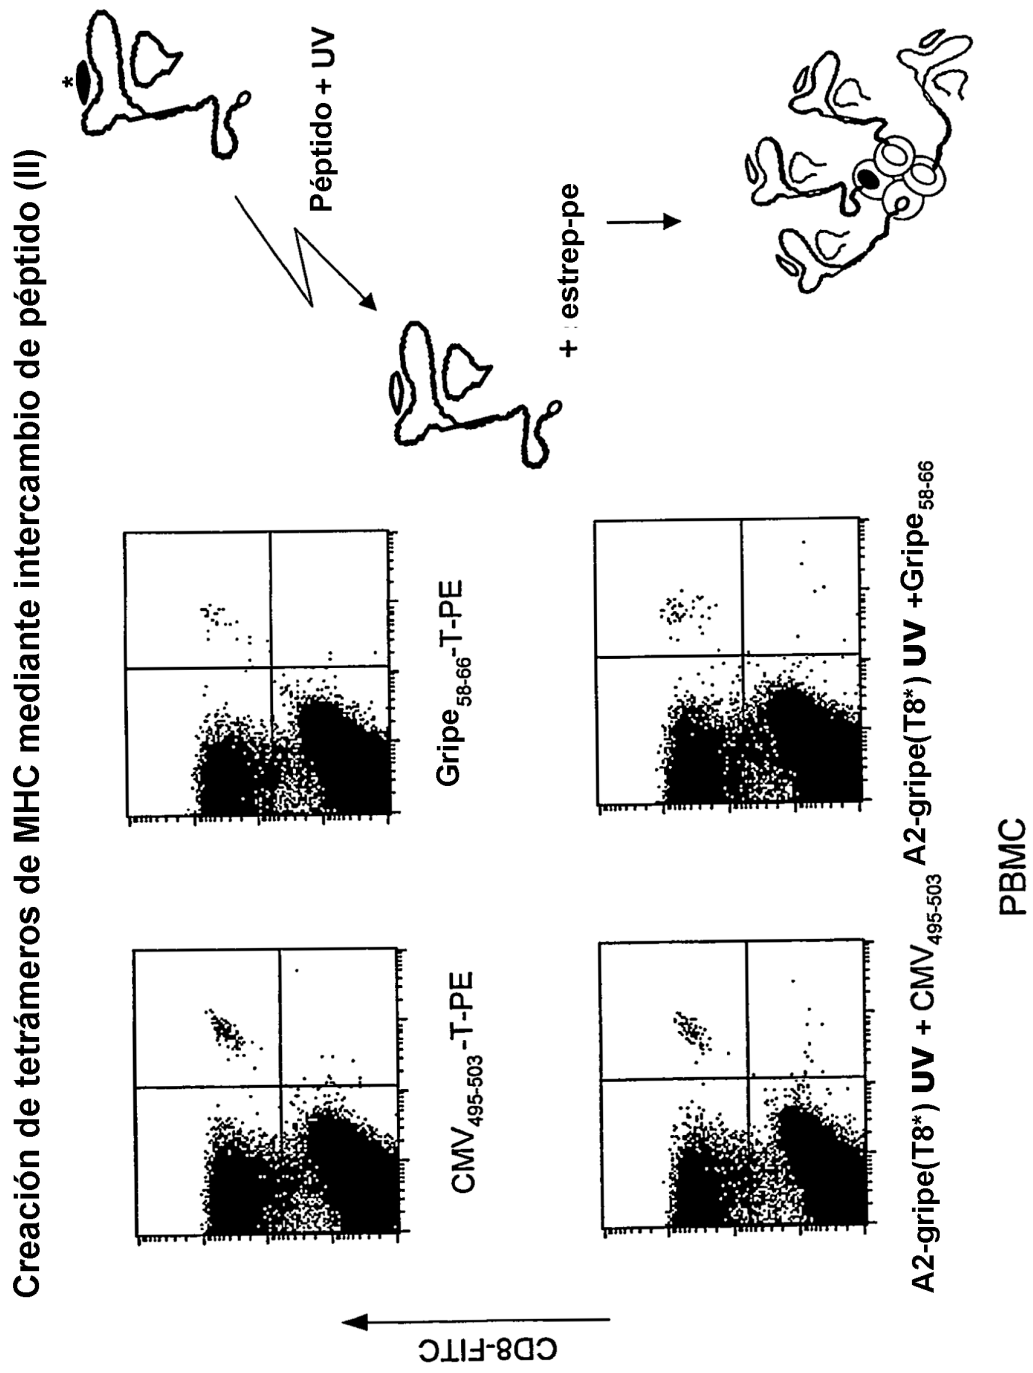 Creación de tetrámeros de MHC mediante intercambio de péptido (II)
*
Péptido + UV
+ estrep-pe
CD8-FITC
CMV495-503-T-PE
Gripe58-66-T-PE
A2-gripe(T8*) UV + CMV495-503
A2-gripe(T8*) UV +Gripe58-66
PBMC